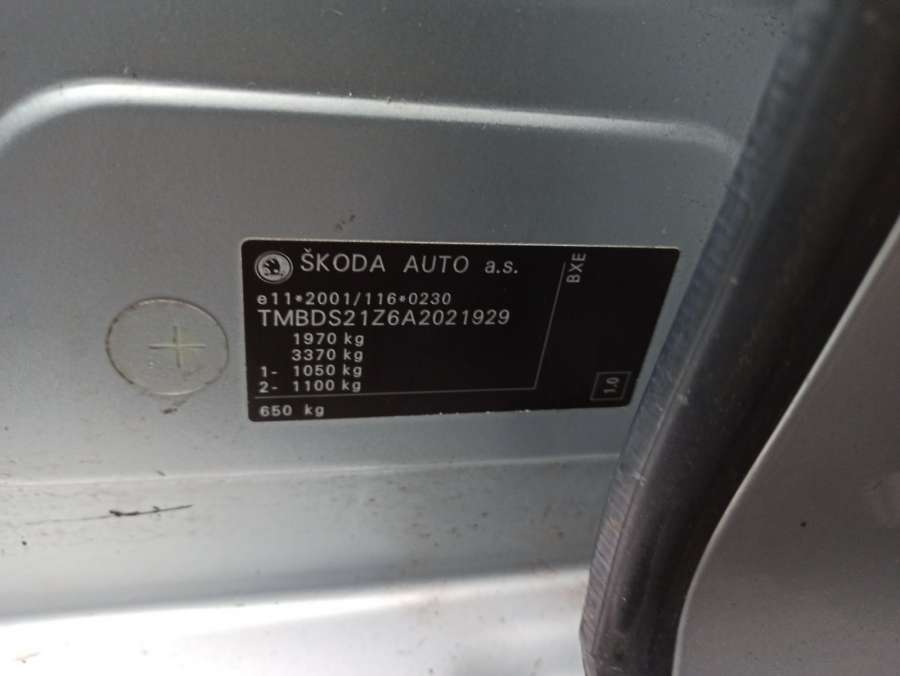 ŠKODA AUTO a.s.
BXE
e11*2001/116*0230
TMBDS21Z6A2021929
1970 kg
3370 kg
1- 1050 kg
2- 1100 kg
1.0
650 kg